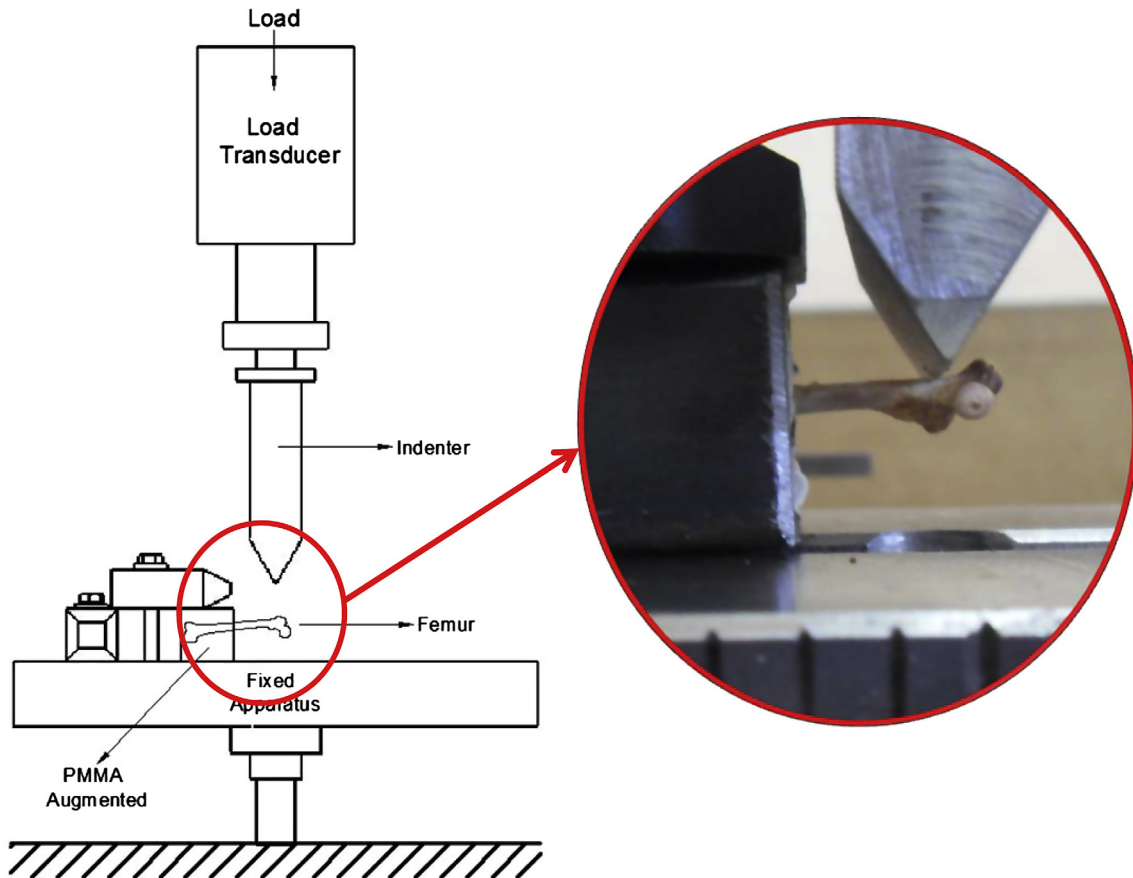 Load
Load
Transducer
Indenter
Femur
Fixed
Apparatus
PMMA
Augmented